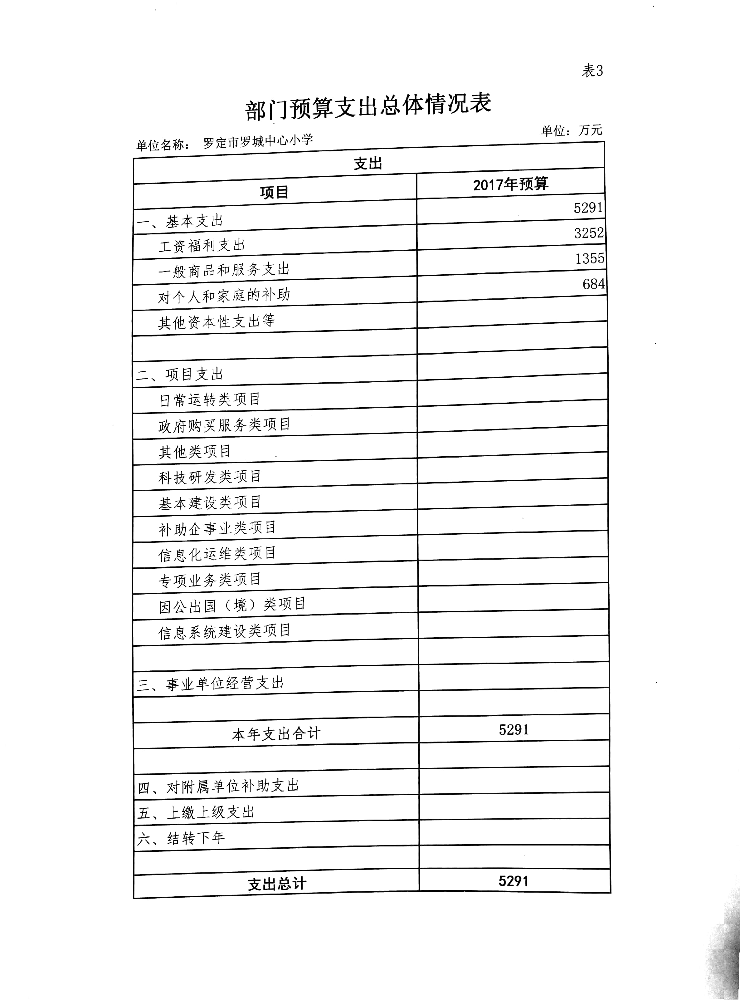 表3
部门预算支出总体情况表
单位名称： 罗定市罗城中心小学 单位：万元
支出
项目 2017年预算
一、基本支出 5291
工资福利支出 3252
一般商品和服务支出 1355
对个人和家庭的补助 684
其他资本性支出等
二、项目支出
日常运转类项目
政府购买服务类项目
其他类项目
科技研发类项目
基本建设类项目
补助企事业类项目
信息化运维类项目
专项业务类项目
因公出国（境）类项目
信息系统建设类项目
三、事业单位经营支出
本年支出合计 5291
四、对附属单位补助支出
五、上缴上级支出
六、结转下年
支出总计 5291